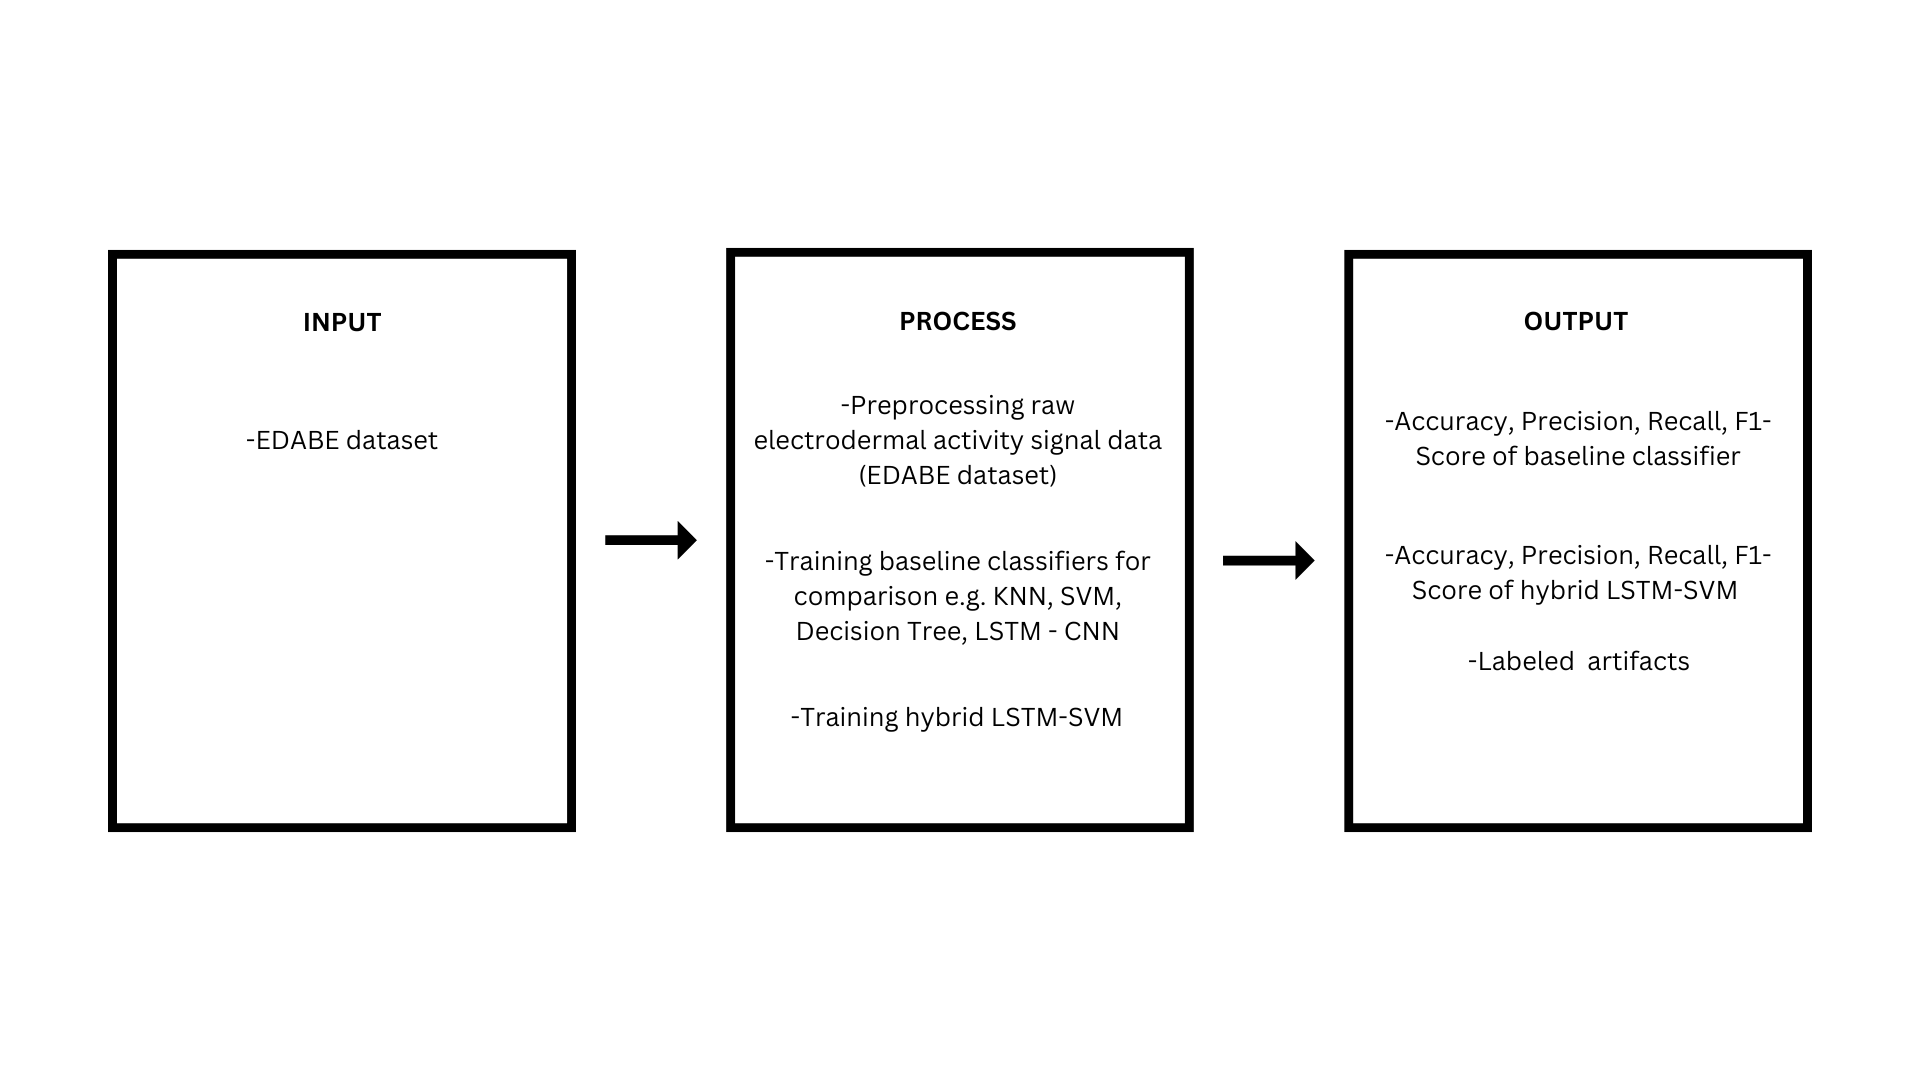 INPUT
-EDABE dataset
PROCESS
-Preprocessing raw
electrodermal activity signal data
(EDABE dataset)
-Training baseline classifiers for
comparison e.g. KNN, SVM,
Decision Tree, LSTM - CNN
-Training hybrid LSTM-SVM
OUTPUT
-Accuracy, Precision, Recall, F1-
Score of baseline classifier
-Accuracy, Precision, Recall, F1-
Score of hybrid LSTM-SVM
-Labeled  artifacts